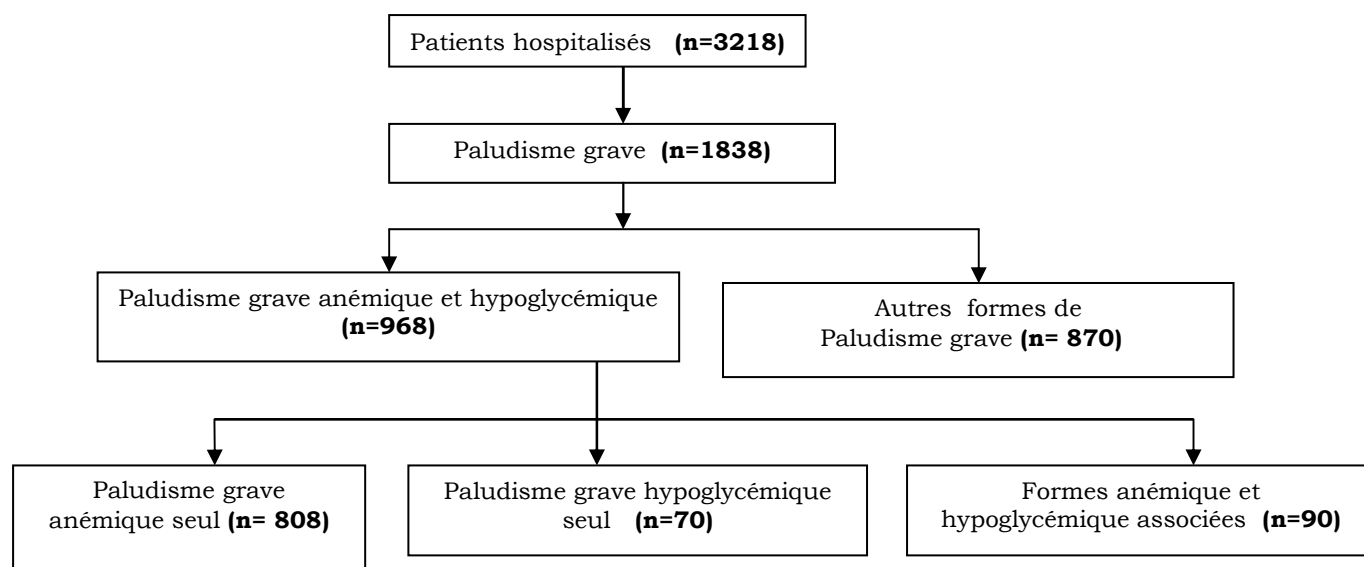 Patients hospitalisés (n=3218)
Paludisme grave (n=1838)
Paludisme grave anémique et hypoglycémique
(n=968)
Autres formes de
Paludisme grave (n= 870)
Paludisme grave
anémique seul (n= 808)
Paludisme grave hypoglycémique
seul (n=70)
Formes anémique et
hypoglycémique associées (n=90)